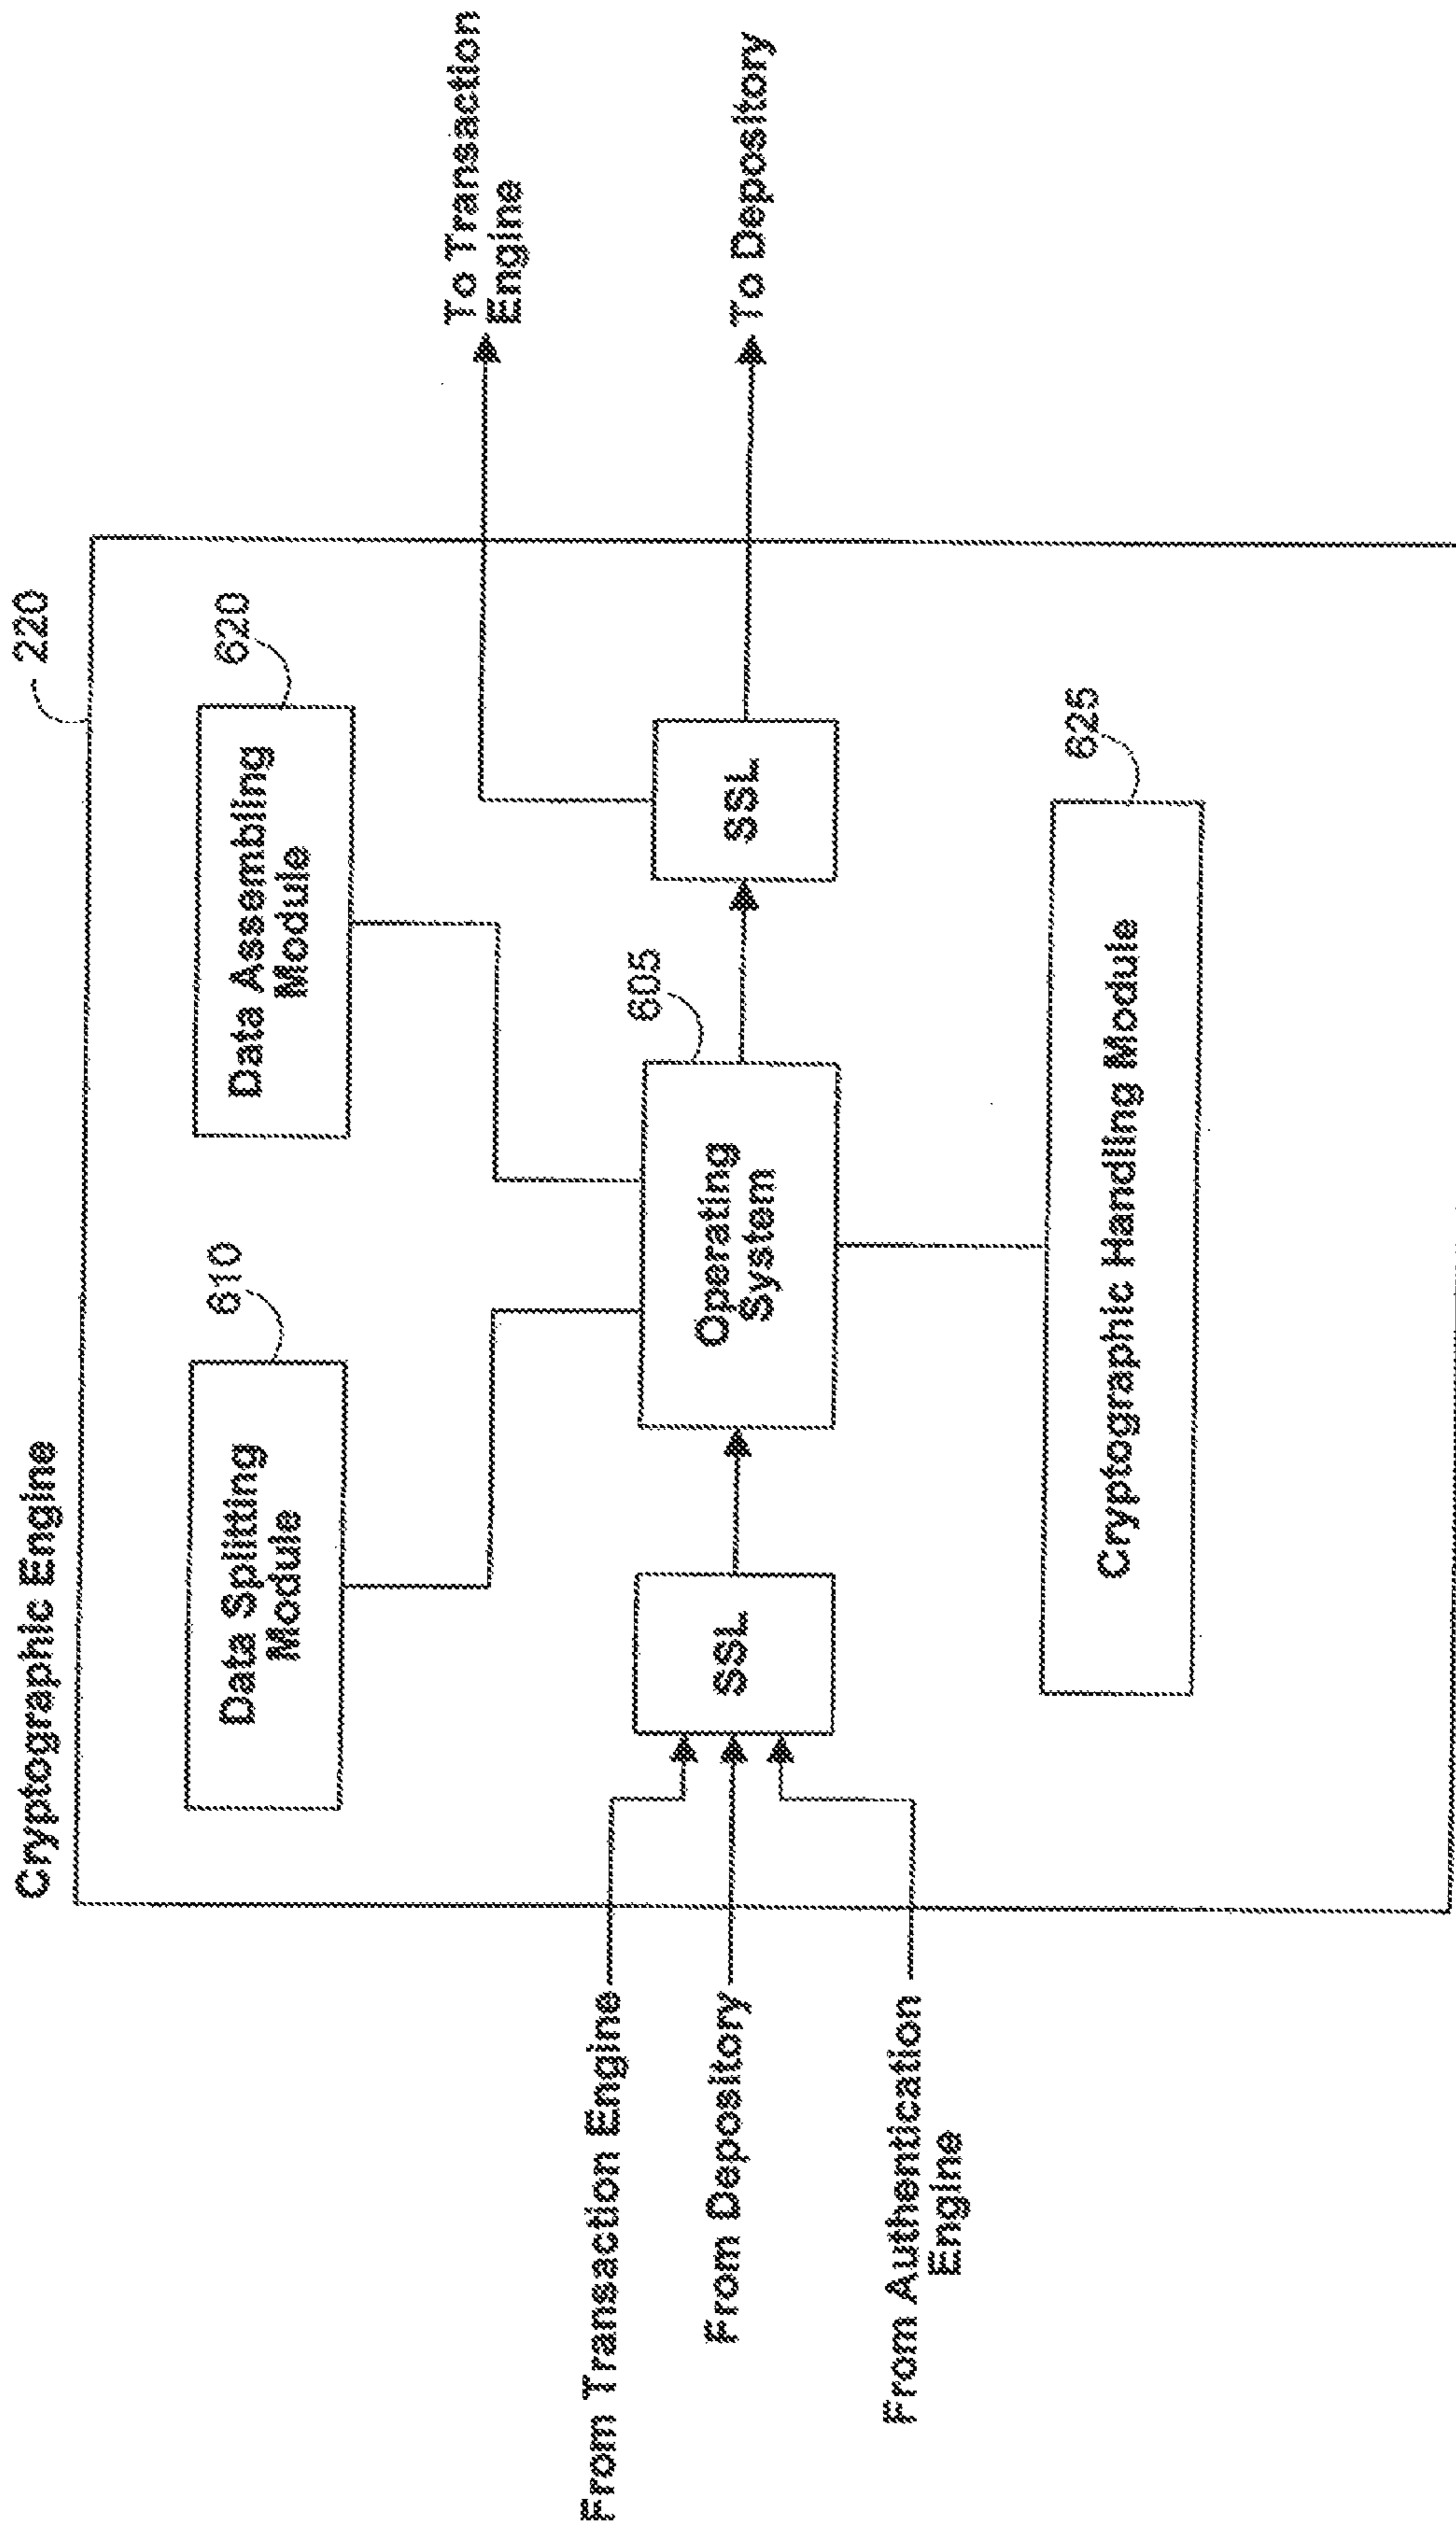 Cryptographic Engine
220
Data Splitting
Module
610
Data Assembling
Module
620
From Transaction Engine
From Depository
From Authentication
Engine
SSL
Operating
System
605
SSL
To Transaction
Engine
To Depository
Cryptographic Handling Module
625